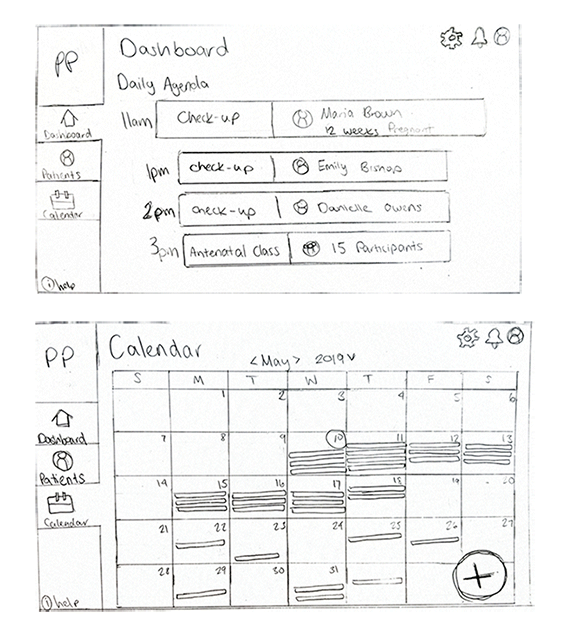 PP
Dashboard
Daily Agenda
11am Check-up Maria Brown
12 weeks Pregnant
1pm check-up Emily Bishop
2pm check-up Danielle Owens
3pm Antenatal Class 15 Participants
Dashboard
Patients
Calendar
help
PP
Calendar
<May> 2019
S M T W T F S
1 2 3 4 5 6
7 8 9 10 11 12 13
14 15 16 17 18 19 20
21 22 23 24 25 26 27
28 29 30 31
Dashboard
Patients
Calendar
help